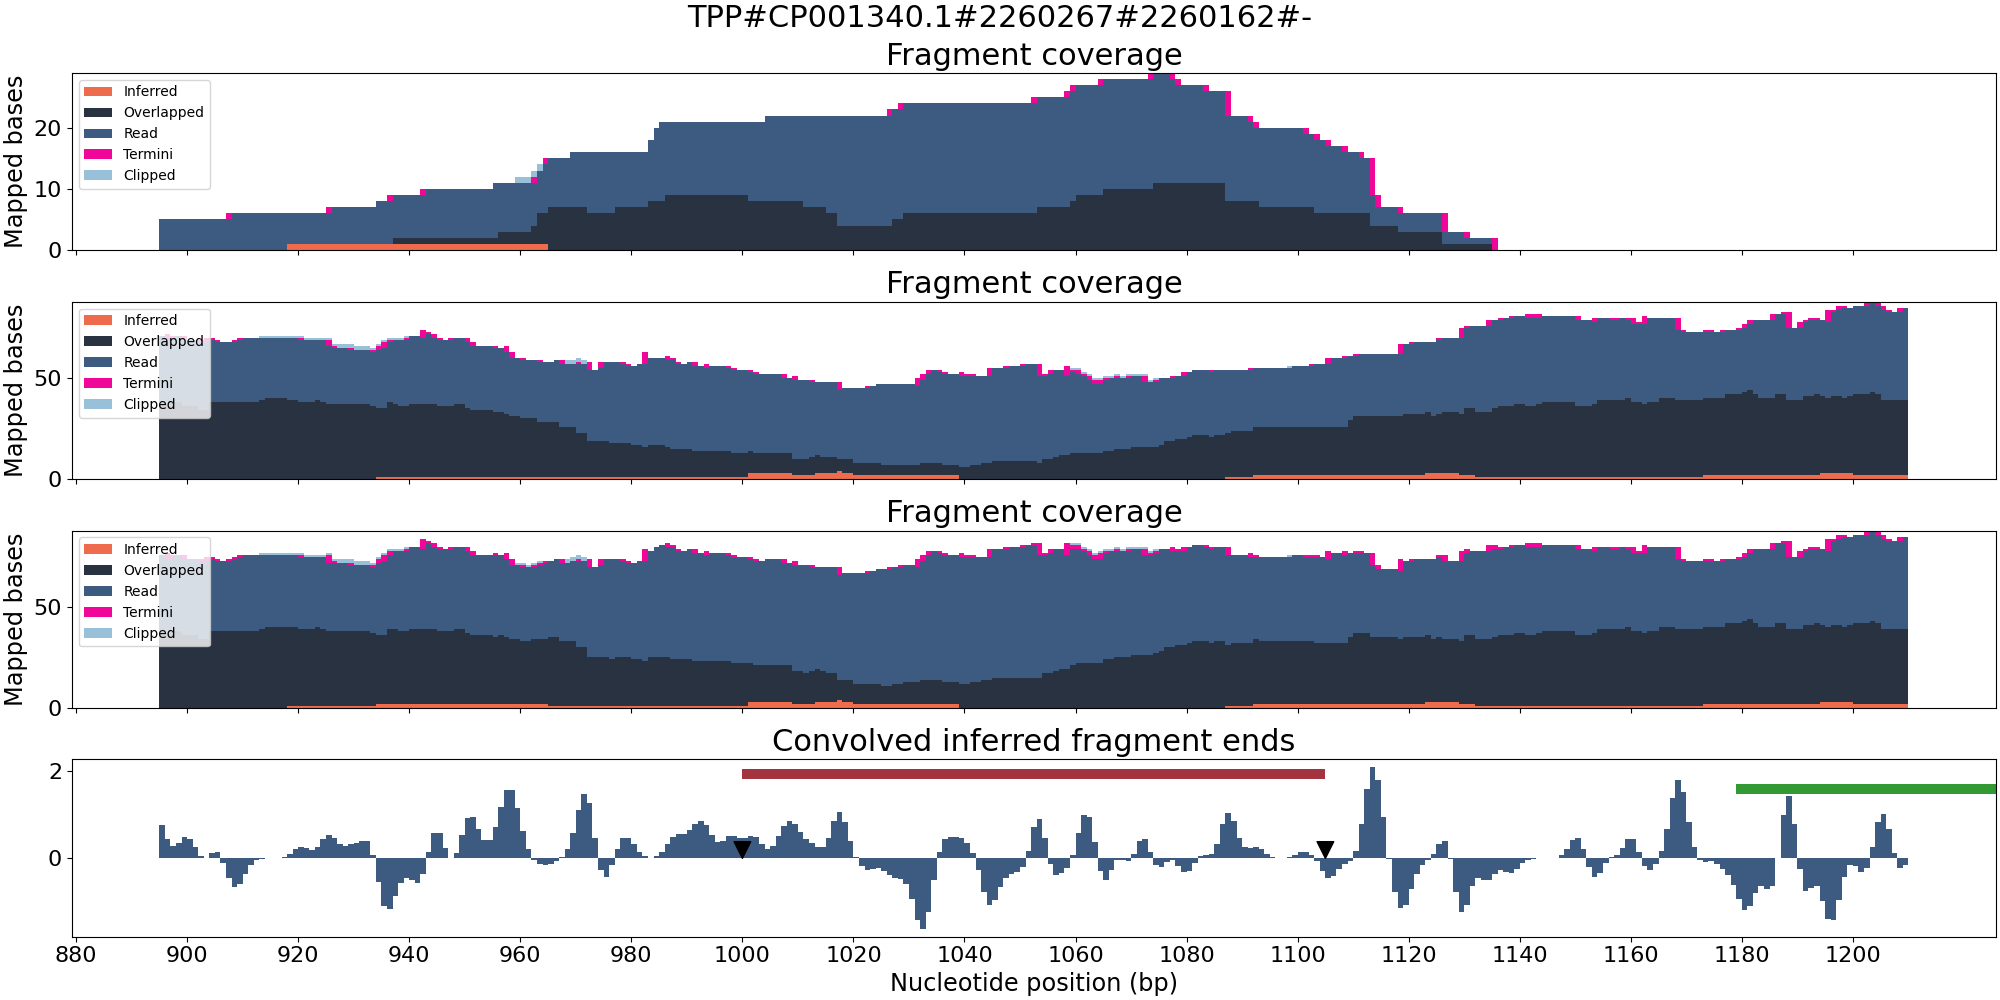 TPP#CP001340.1#2260267#2260162#-
Fragment coverage
Mapped bases
20
10
0
Inferred
Overlapped
Read
Termini
Clipped
Fragment coverage
Mapped bases
50
0
Inferred
Overlapped
Read
Termini
Clipped
Fragment coverage
Mapped bases
50
0
Inferred
Overlapped
Read
Termini
Clipped
Convolved inferred fragment ends
2
0
880 900 920 940 960 980 1000 1020 1040 1060 1080 1100 1120 1140 1160 1180 1200
Nucleotide position (bp)